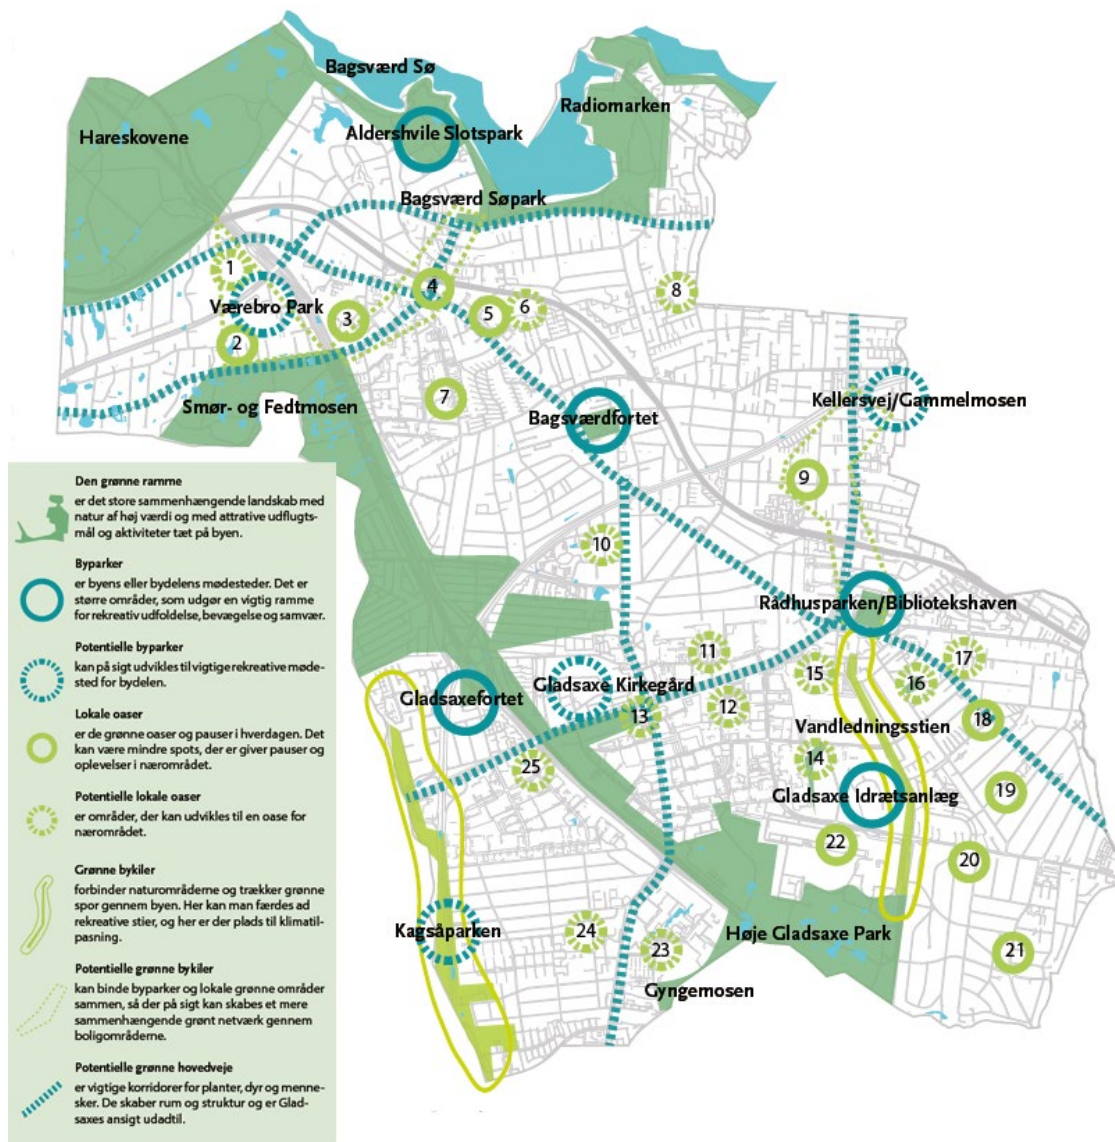 Bagsværd Sø
Radiomarken
Hareskovene
Aldershvile Slotspark
Bagsværd Søpark
1
4
8
Værebro Park
3
5
6
2
Smør- og Fedtmosen
7
Bagsværdfortet
Kellersvej/Gammelmosen
9
10
Rådhusparken/Bibliotekshaven
11
15
16
17
Gladsaxefortet
Gladsaxe Kirkegård
13
12
Vandledningsstien
18
25
14
Gladsaxe Idrætsanlæg
19
22
20
Kagsåparken
24
23
Høje Gladsaxe Park
21
Gyngemosen
Den grønne ramme
er det store sammenhængende landskab med
natur af høj værdi og med attrative udflugts-
mål og aktiviteter tæt på byen.
Byparker
er byens eller bydelens mødesteder. Det er
større områder, som udgør en vigtig ramme
for rekreativ udfoldelse, bevægelse og samvær.
Potentielle byparker
kan på sigt udvikles til vigtige rekreative møde-
sted for bydelen.
Lokale oaser
er de grønne oaser og pauser i hverdagen. Det
kan være mindre spots, der er giver pauser og
oplevelser i nærområdet.
Potentielle lokale oaser
er områder, der kan udvikles til en oase for
nærområdet.
Grønne bykiler
forbinder naturområderne og trækker grønne
spor gennem byen. Her kan man færdes ad
rekreative stier, og her er der plads til klimatil-
pasning.
Potentielle grønne bykiler
kan binde byparker og lokale grønne områder
sammen, så der på sigt kan skabes et mere
sammenhængende grønt netværk gennem
boligområderne.
Potentielle grønne hovedveje
er vigtige korridorer for planter, dyr og menne-
sker. De skaber rum og struktur og er Glad-
saxes ansigt udadtil.